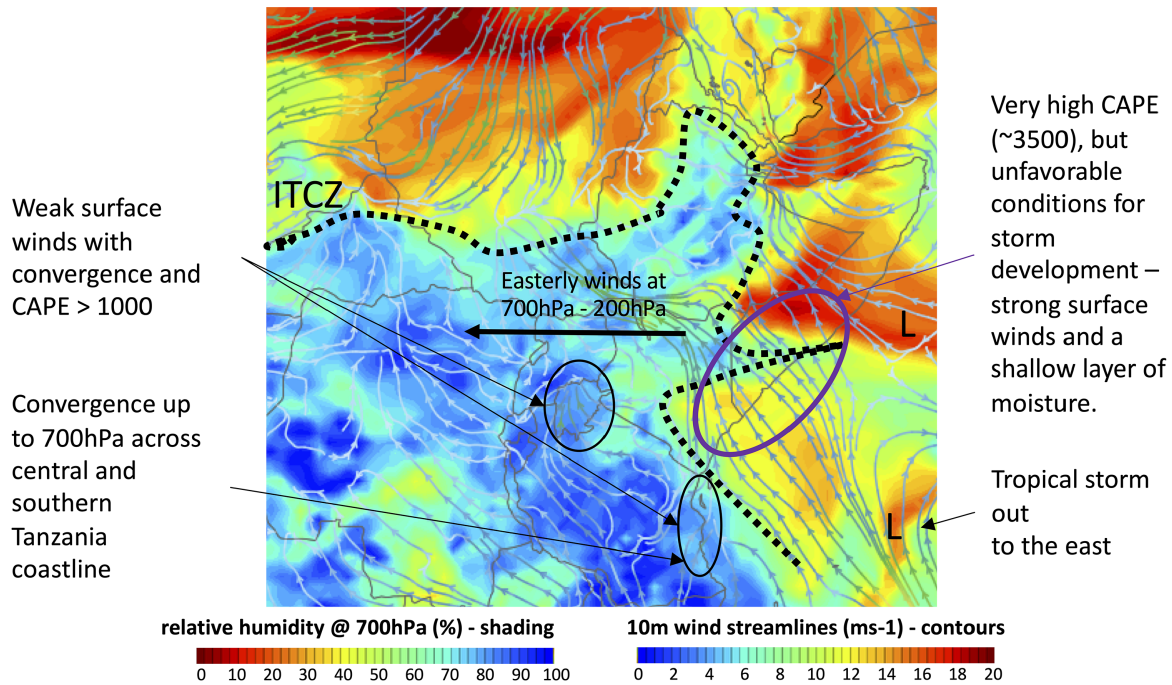 Weak surface
winds with
convergence and
CAPE > 1000
Convergence up
to 700hPa across
central and
southern
Tanzania
coastline
ITCZ
Easterly winds at
700hPa - 200hPa
L
L
Very high CAPE
(~3500), but
unfavorable
conditions for
storm
development –
strong surface
winds and a
shallow layer of
moisture.
Tropical storm
out
to the east
relative humidity @ 700hPa (%) - shading
0 10 20 30 40 50 60 70 80 90 100
10m wind streamlines (ms-1) - contours
0 2 4 6 8 10 12 14 16 18 20